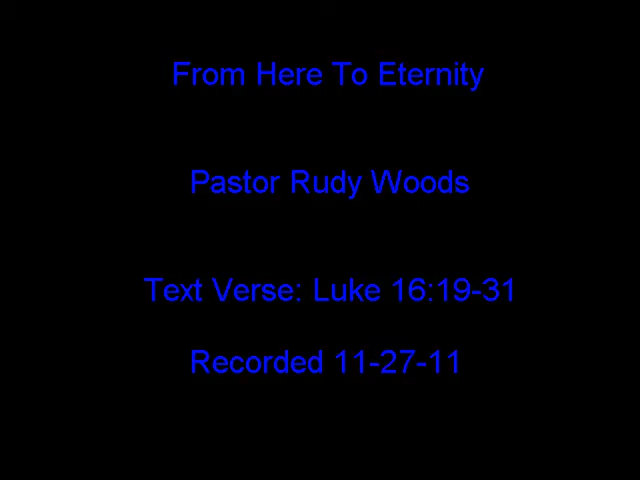 From Here To Eternity
Pastor Rudy Woods
Text Verse: Luke 16:19-31
Recorded 11-27-11